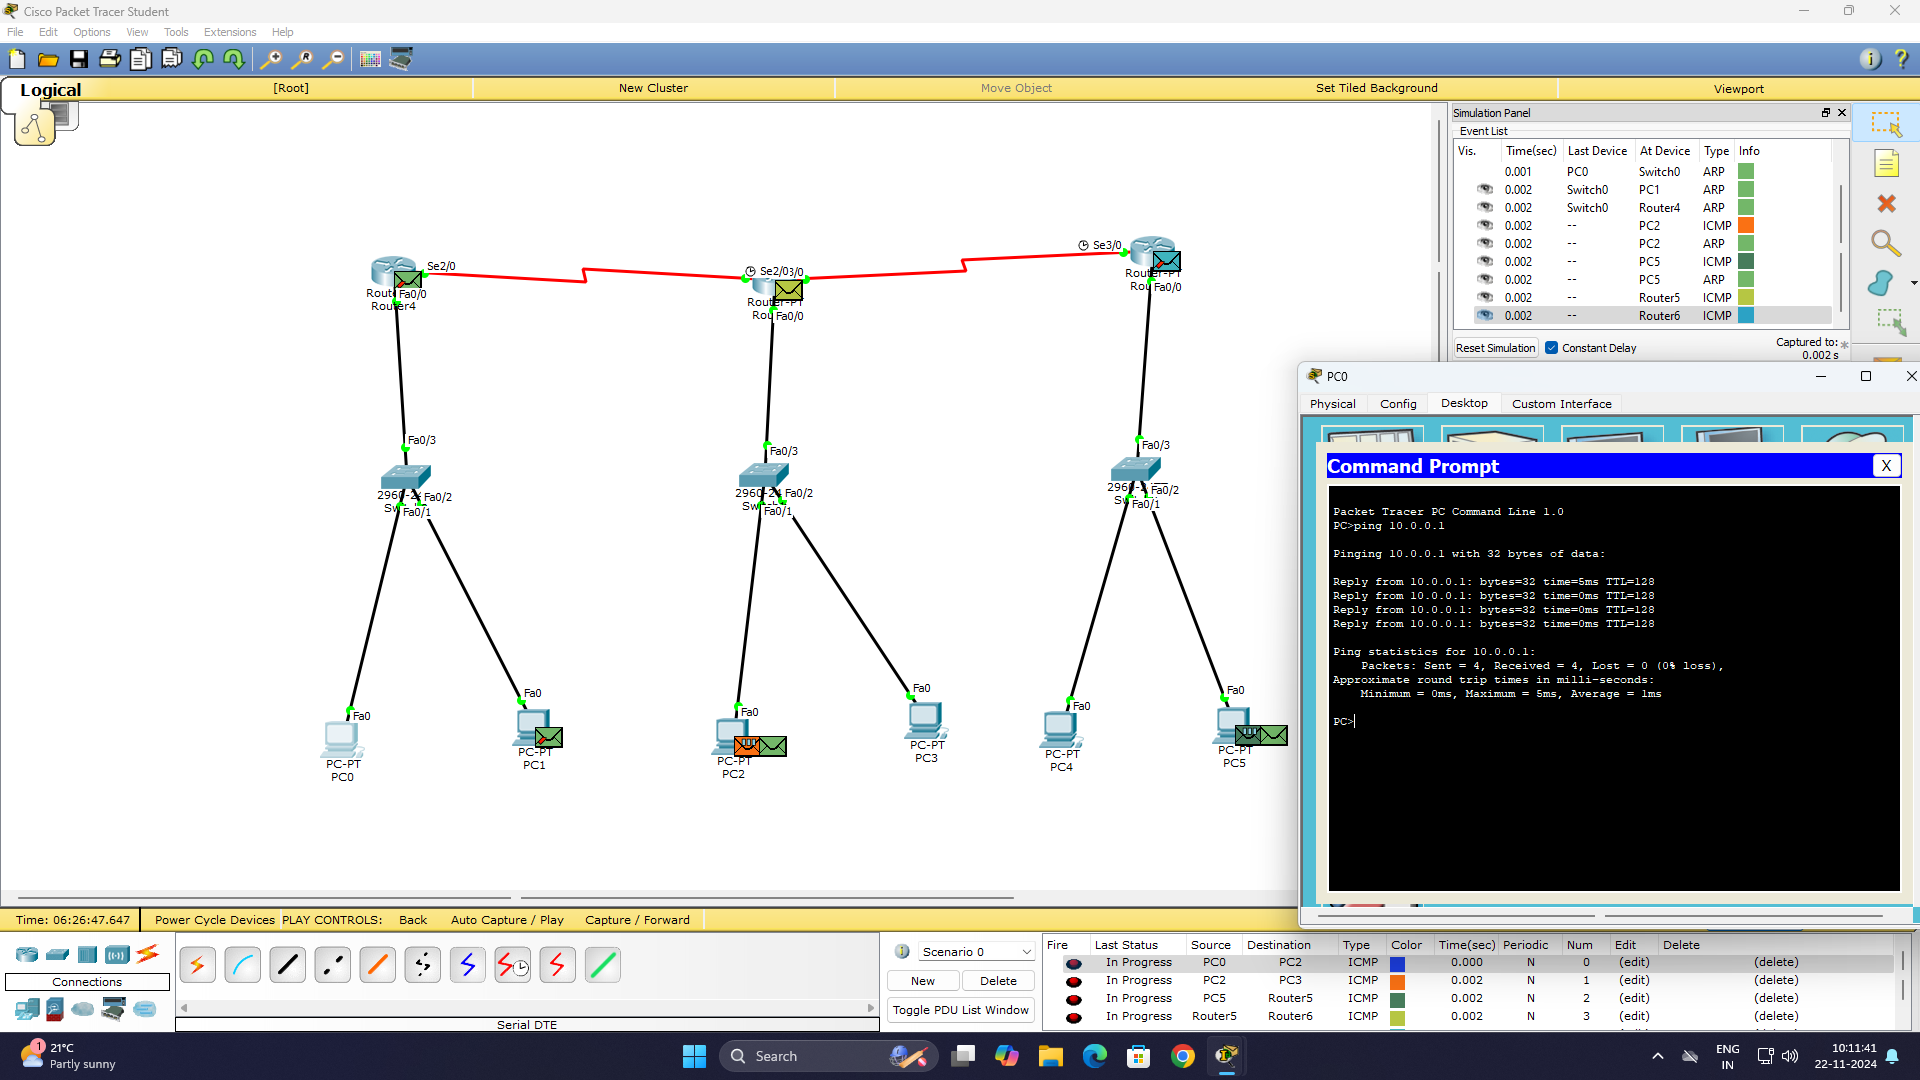 Cisco Packet Tracer Student
File Edit Options View Tools Extensions Help
Logical [Root] New Cluster Move Object Set Tiled Background Viewport
Simulation Panel
Event List
Vis. Time(sec) Last Device At Device Type Info
0.001 PC0 Switch0 ARP
0.002 Switch0 PC1 ARP
0.002 Switch0 Router4 ARP
0.002 -- PC2 ICMP
0.002 -- PC2 ARP
0.002 -- PC5 ICMP
0.002 -- PC5 ARP
0.002 -- Router5 ICMP
0.002 -- Router6 ICMP
Reset Simulation Constant Delay Captured to: *
0.002 s
Se2/0
Fa0/0
Router4
Se2/0
Router-PT
Fa0/0
Se3/0
Router-PT
Fa0/0
Fa0/3
Fa0/2
Fa0/1
Fa0/3
Fa0/2
Fa0/1
Fa0/3
Fa0/2
Fa0/1
Fa0
PC-PT
PC0
Fa0
PC-PT
PC1
Fa0
PC-PT
PC2
Fa0
PC-PT
PC3
Fa0
PC-PT
PC4
Fa0
PC-PT
PC5
PC0
Physical Config Desktop Custom Interface
Command Prompt X
Packet Tracer PC Command Line 1.0
PC>ping 10.0.0.1
Pinging 10.0.0.1 with 32 bytes of data:
Reply from 10.0.0.1: bytes=32 time=5ms TTL=128
Reply from 10.0.0.1: bytes=32 time=0ms TTL=128
Reply from 10.0.0.1: bytes=32 time=0ms TTL=128
Reply from 10.0.0.1: bytes=32 time=0ms TTL=128
Ping statistics for 10.0.0.1:
Packets: Sent = 4, Received = 4, Lost = 0 (0% loss),
Approximate round trip times in milli-seconds:
Minimum = 0ms, Maximum = 5ms, Average = 1ms
PC>
Time: 06:26:47.647 Power Cycle Devices PLAY CONTROLS: Back Auto Capture / Play Capture / Forward
Connections
Serial DTE
Scenario 0
New Delete
Toggle PDU List Window
Fire Last Status Source Destination Type Color Time(sec) Periodic Num Edit Delete
In Progress PC0 PC2 ICMP 0.000 N 0 (edit) (delete)
In Progress PC2 PC3 ICMP 0.002 N 1 (edit) (delete)
In Progress PC5 Router5 ICMP 0.002 N 2 (edit) (delete)
In Progress Router5 Router6 ICMP 0.002 N 3 (edit) (delete)
1
21°C
Partly sunny
Search
ENG
IN
10:11:41
22-11-2024